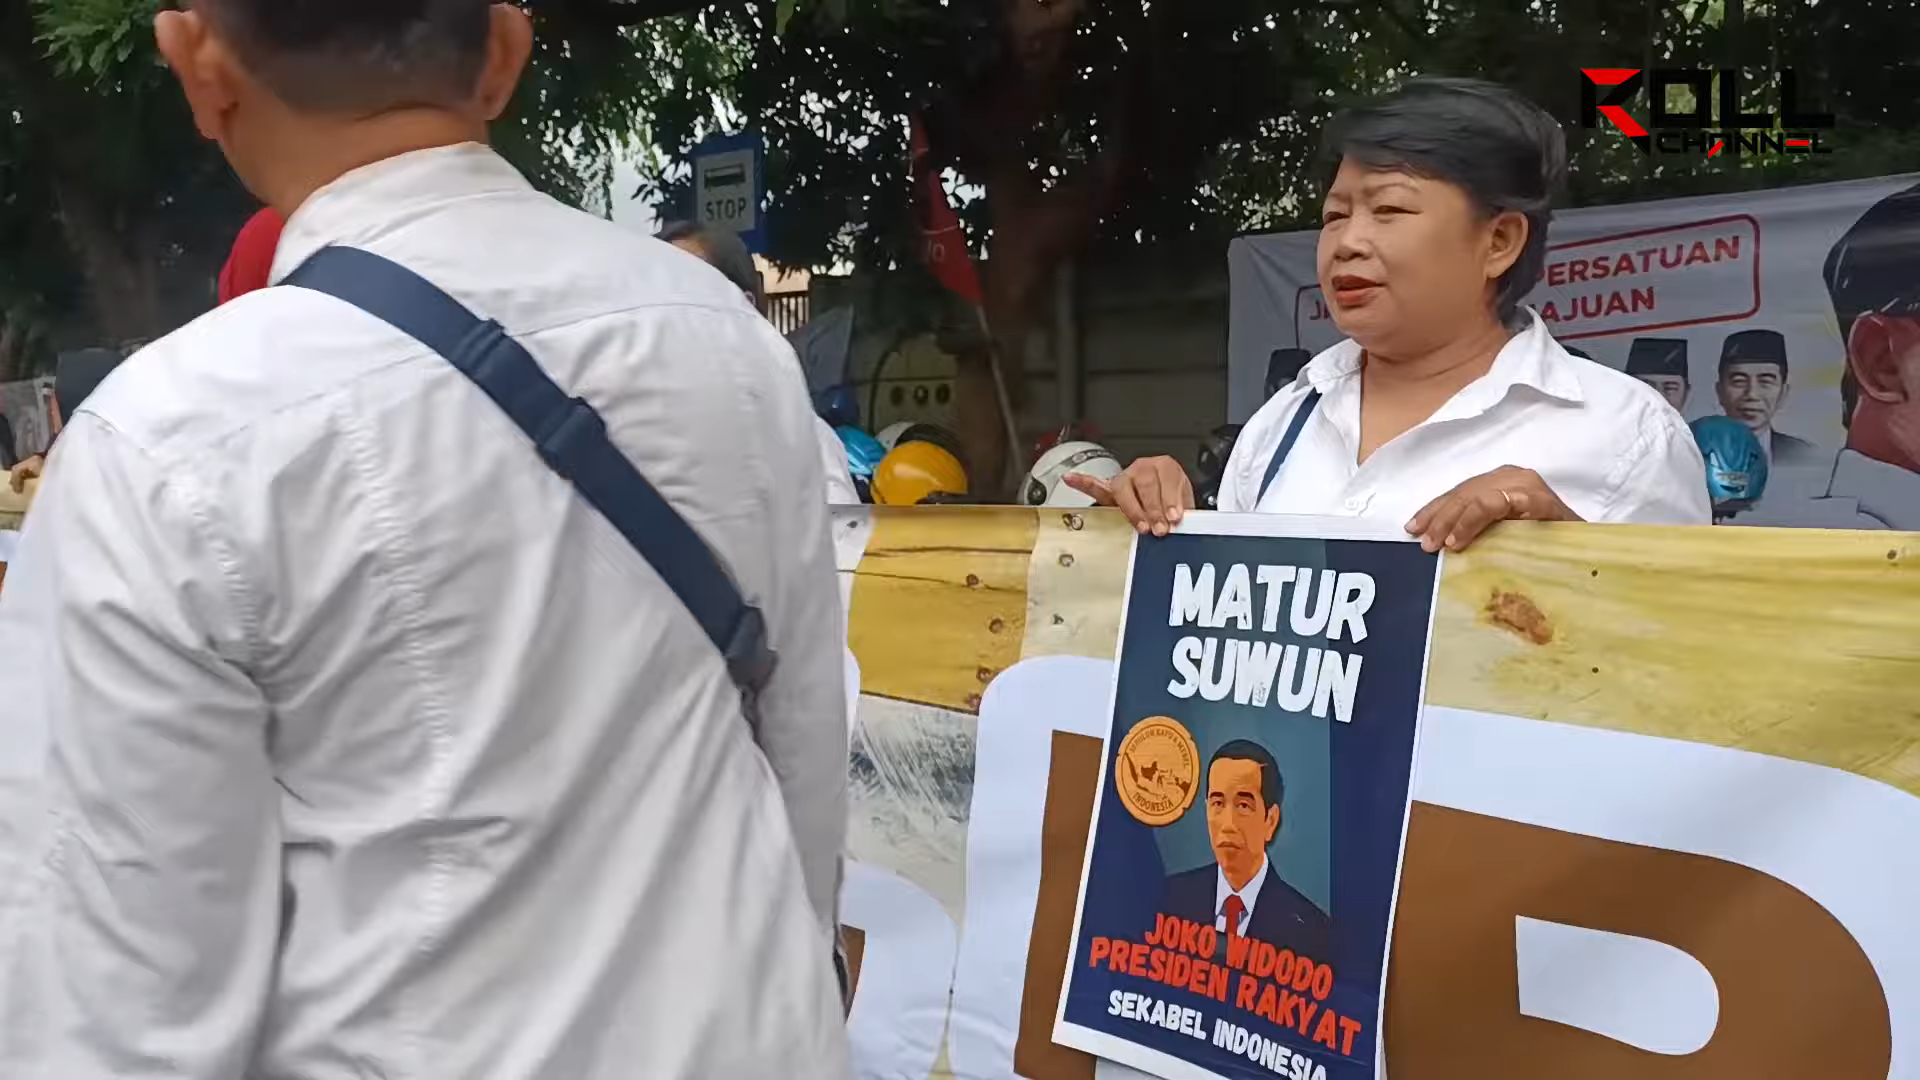 ROLL
CHANNEL
STOP
PERSATUAN
AJUAN
MATUR
SUWUN
INDONESIA
JOKO WIDODO
PRESIDEN RAKYAT
SEKABEL INDONESIA